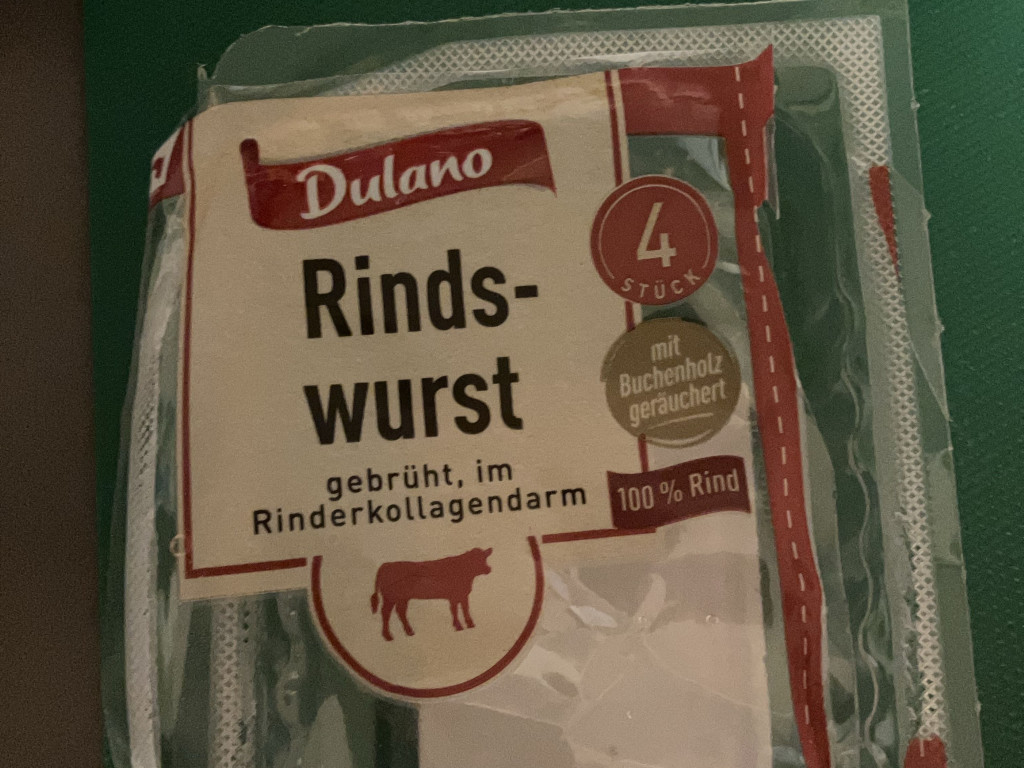 Dulano
Rinds-
wurst
gebrüht, im
Rinderkollagendarm
4
STÜCK
mit
Buchenholz
geräuchert
100 % Rind